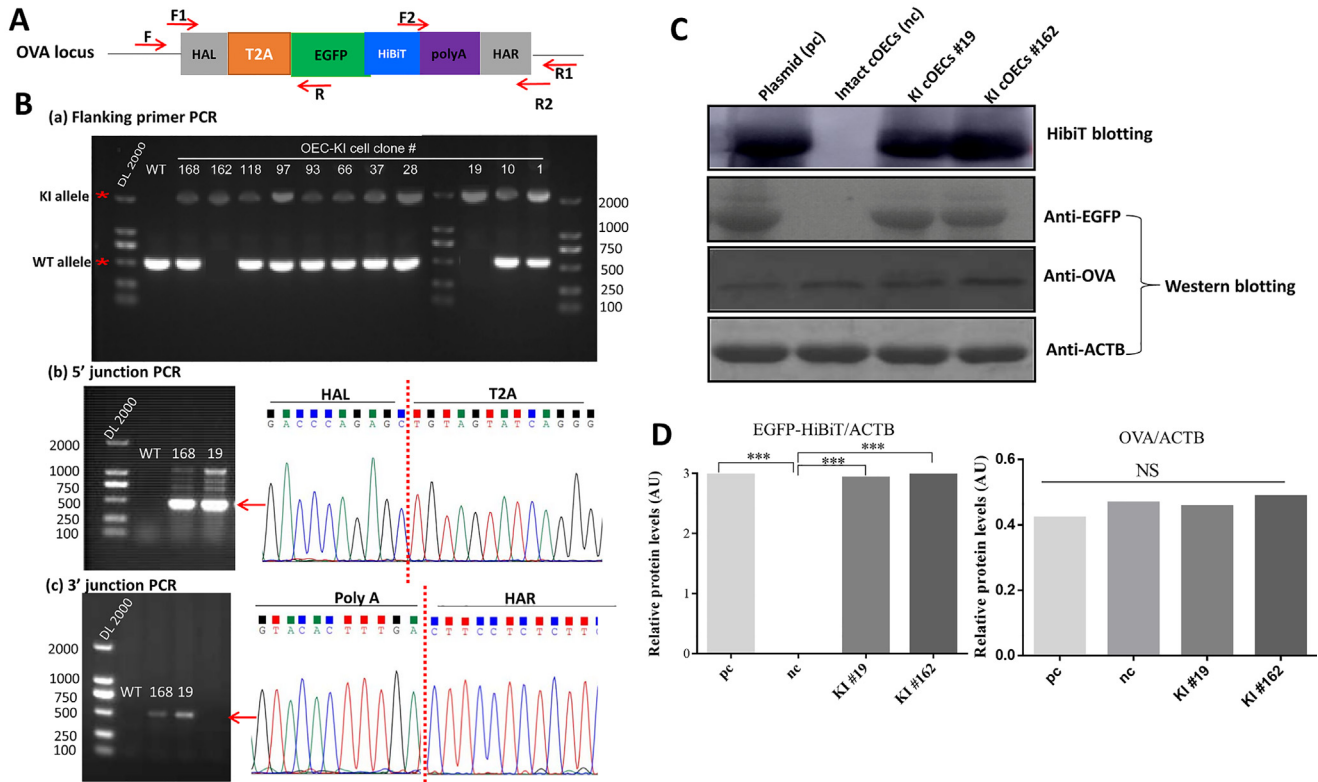 A
OVA locus
F
F1
F2
HAL
T2A
EGFP
HiBiT
polyA
HAR
R
R1
R2
B
(a) Flanking primer PCR
OEC-KI cell clone #
DL 2000
WT
168
162
118
97
93
66
37
28
19
10
1
KI allele
WT allele
2000
1000
750
500
250
100
(b) 5' junction PCR
DL 2000
WT
168
19
2000
1000
750
500
250
100
HAL
T2A
G A C C C A G A G C T G T A G T A T C A G G G
(c) 3' junction PCR
DL 2000
WT
168
19
2000
1000
750
500
250
100
Poly A
HAR
G T A C A C T T T G A C T T C C T C T C T T C
C
Plasmid (pc)
Intact cOECs (nc)
KI cOECs #19
KI cOECs #162
HibiT blotting
Anti-EGFP
Anti-OVA
Anti-ACTB
Western blotting
D
EGFP-HiBiT/ACTB
***
***
***
Relative protein levels (AU)
3
2
1
0
pc
nc
KI #19
KI #162
OVA/ACTB
NS
Relative protein levels (AU)
0.6
0.4
0.2
0.0
pc
nc
KI #19
KI #162